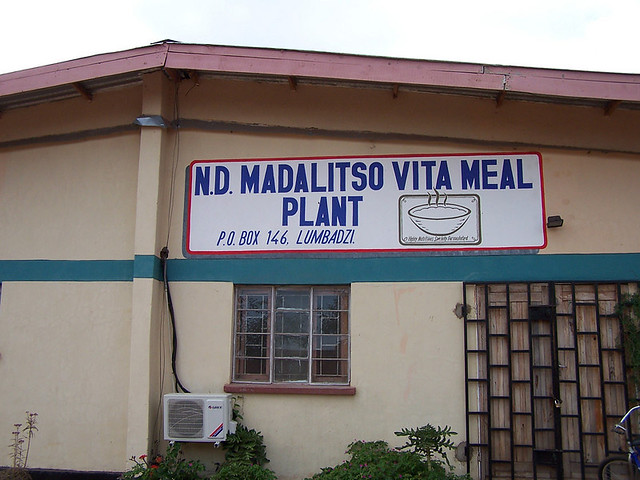 N.D. MADALITSO VITA MEAL
PLANT
P.O. BOX 146, LUMBADZI.